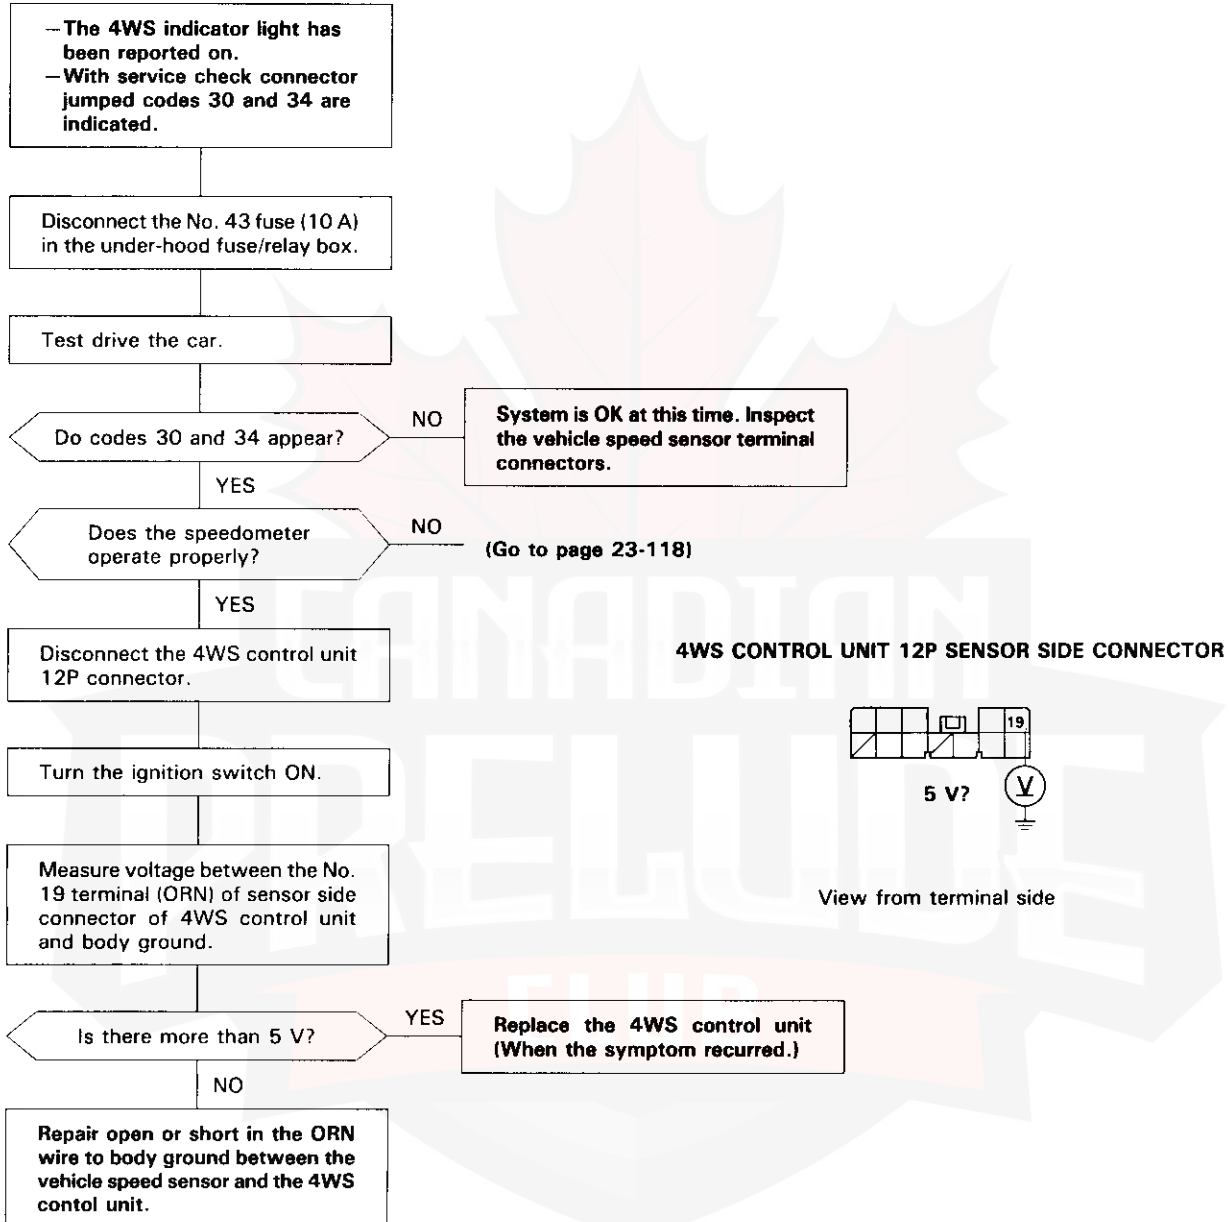 —The 4WS indicator light has
been reported on.
—With service check connector
jumped codes 30 and 34 are
indicated.
Disconnect the No. 43 fuse (10 A)
in the under-hood fuse/relay box.
Test drive the car.
Do codes 30 and 34 appear?
NO
System is OK at this time. Inspect
the vehicle speed sensor terminal
connectors.
YES
Does the speedometer
operate properly?
NO
(Go to page 23-118)
YES
Disconnect the 4WS control unit
12P connector.
Turn the ignition switch ON.
Measure voltage between the No.
19 terminal (ORN) of sensor side
connector of 4WS control unit
and body ground.
Is there more than 5 V?
YES
Replace the 4WS control unit
(When the symptom recurred.)
NO
Repair open or short in the ORN
wire to body ground between the
vehicle speed sensor and the 4WS
contol unit.
4WS CONTROL UNIT 12P SENSOR SIDE CONNECTOR
19
5 V?
V
View from terminal side
CANADIAN
PRELUDE
CLUB